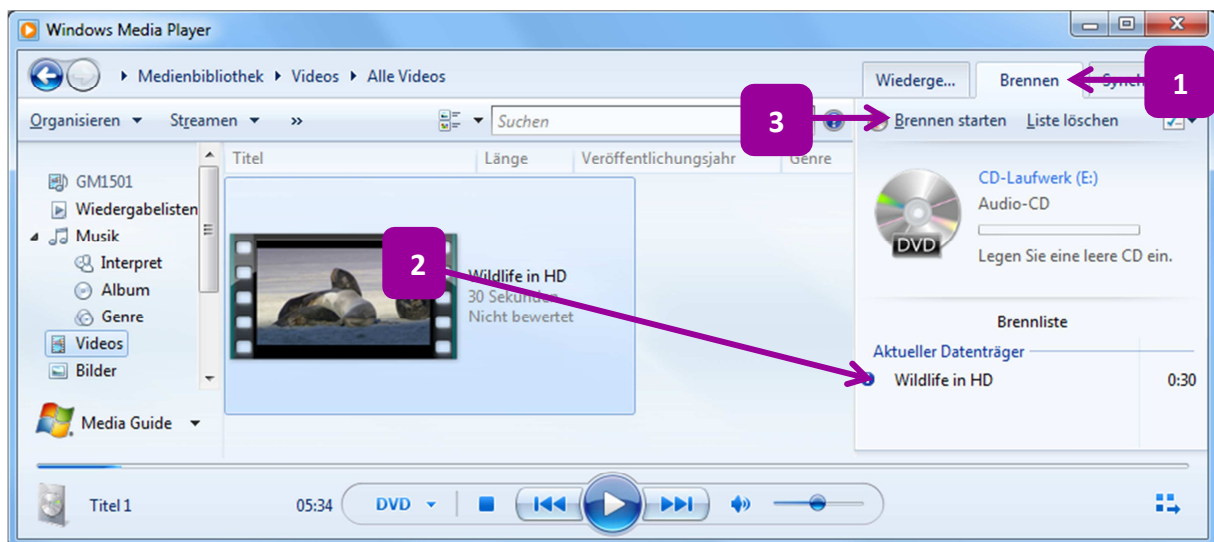 Windows Media Player
Medienbibliothek Videos Alle Videos
Wiederge... Brennen Synch
1
Organisieren Streamen » Suchen
3
Brennen starten Liste löschen
Titel Länge Veröffentlichungsjahr Genre
GM1501
Wiedergabelisten
Musik
Interpret
Album
Genre
Videos
Bilder
Media Guide
2
Wildlife in HD
30 Sekunden
Nicht bewertet
CD-Laufwerk (E:)
Audio-CD
DVD
Legen Sie eine leere CD ein.
Brennliste
Aktueller Datenträger
Wildlife in HD 0:30
Titel 1 05:34 DVD